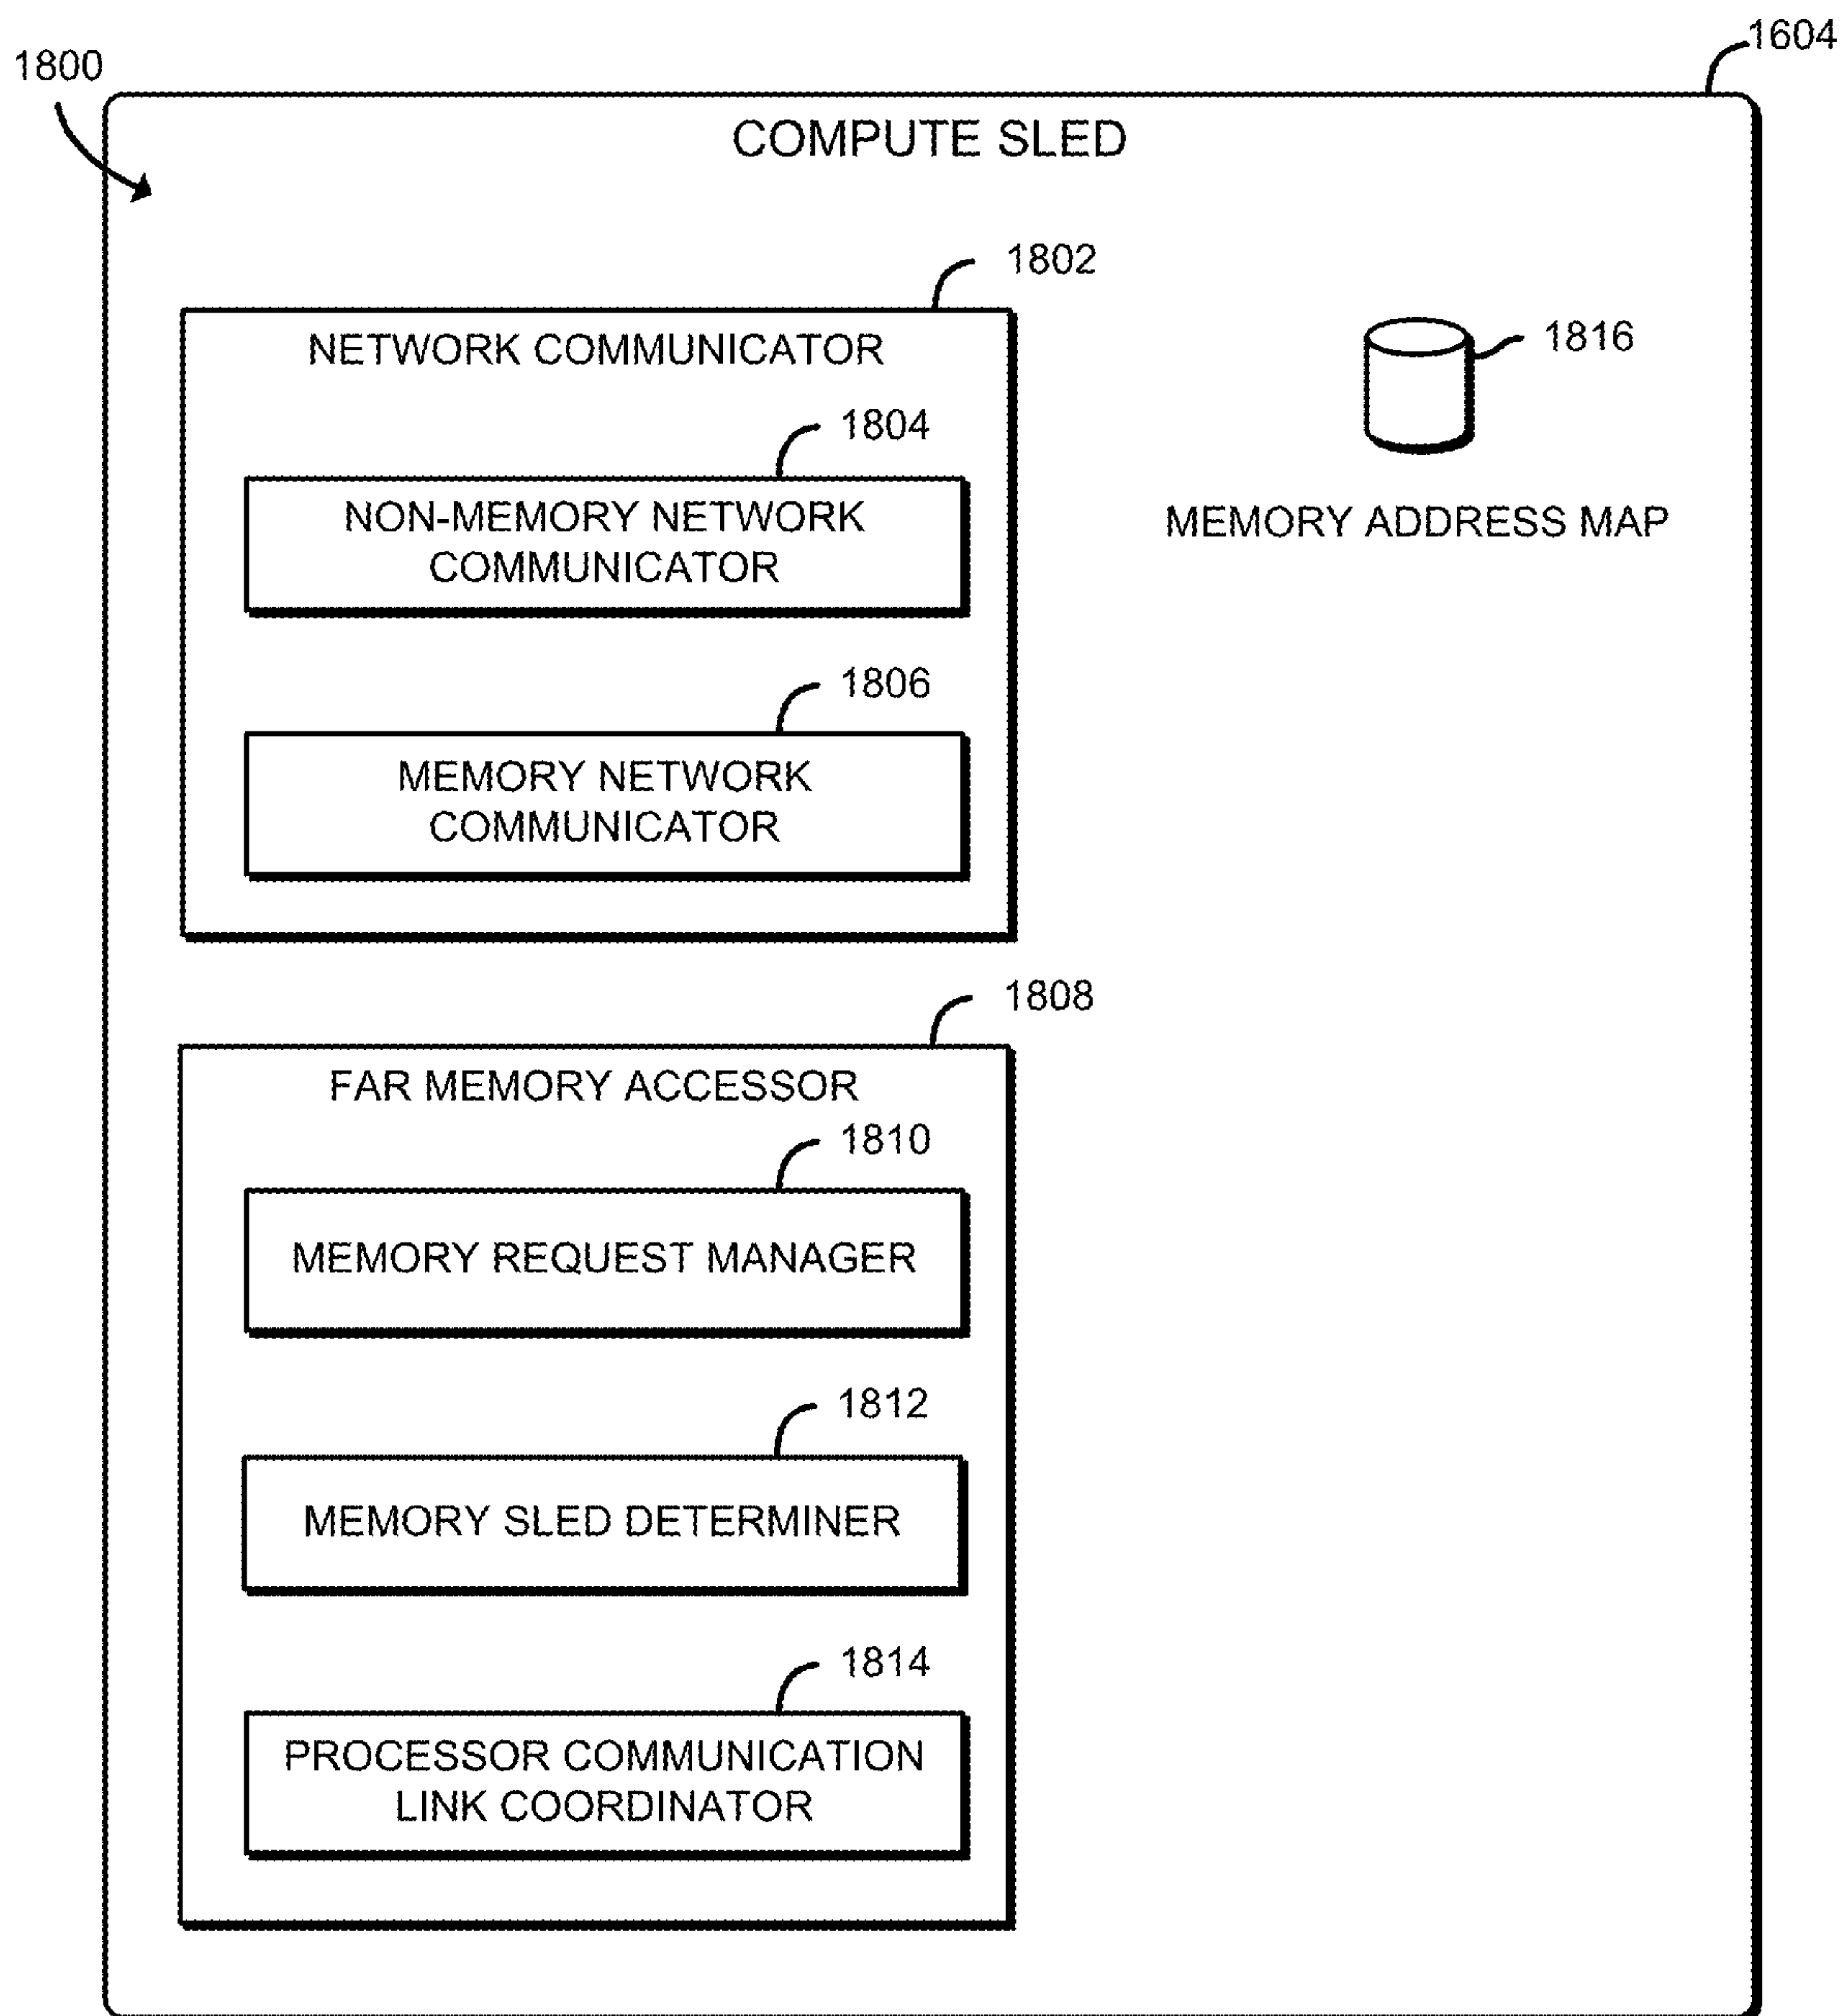 1604
1800
COMPUTE SLED
1802
NETWORK COMMUNICATOR
1816
1804
NON-MEMORY NETWORK
COMMUNICATOR
MEMORY ADDRESS MAP
1806
MEMORY NETWORK
COMMUNICATOR
1808
FAR MEMORY ACCESSOR
1810
MEMORY REQUEST MANAGER
1812
MEMORY SLED DETERMINER
1814
PROCESSOR COMMUNICATION
LINK COORDINATOR